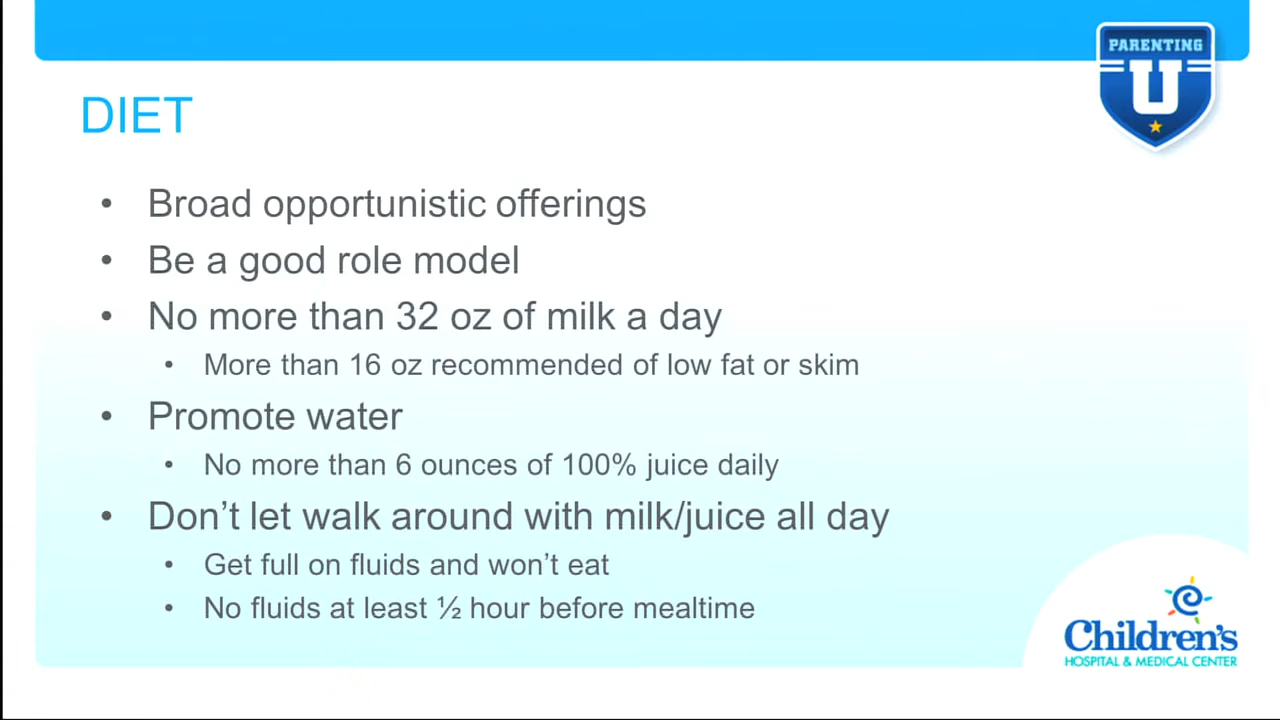 PARENTING
U
DIET
• Broad opportunistic offerings
• Be a good role model
• No more than 32 oz of milk a day
• More than 16 oz recommended of low fat or skim
• Promote water
• No more than 6 ounces of 100% juice daily
• Don’t let walk around with milk/juice all day
• Get full on fluids and won’t eat
• No fluids at least ½ hour before mealtime
Children's
HOSPITAL & MEDICAL CENTER